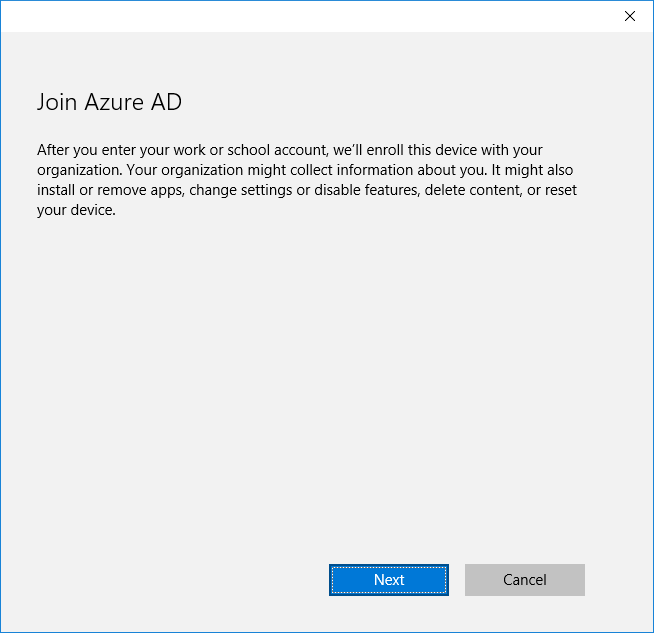 Join Azure AD
After you enter your work or school account, we'll enroll this device with your
organization. Your organization might collect information about you. It might also
install or remove apps, change settings or disable features, delete content, or reset
your device.
Next
Cancel